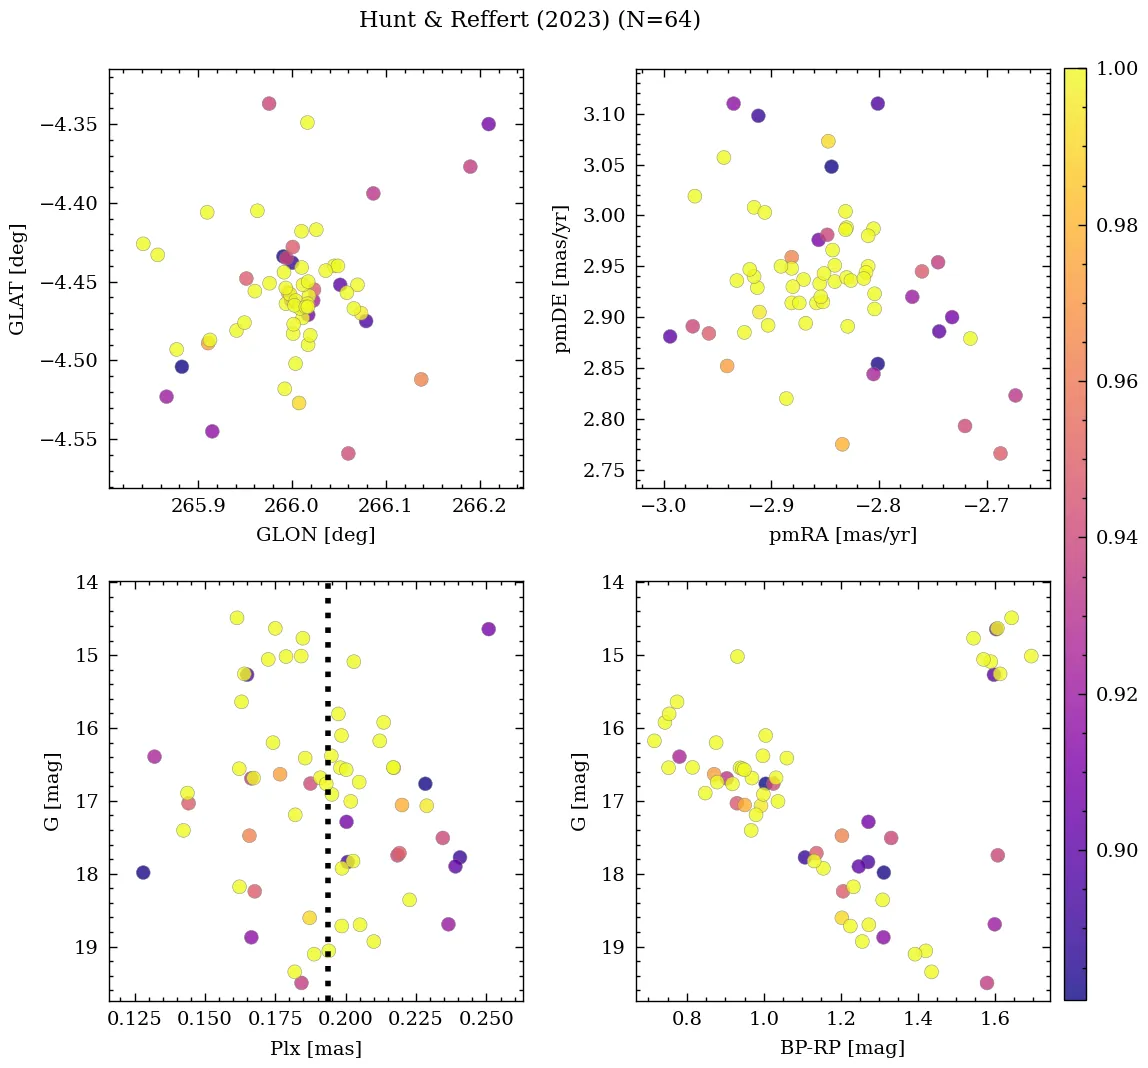 Hunt & Reffert (2023) (N=64)
−4.35
−4.40
−4.45
−4.50
−4.55
GLAT [deg]
265.9 266.0 266.1 266.2
GLON [deg]
3.10
3.05
3.00
2.95
2.90
2.85
2.80
2.75
pmDE [mas/yr]
−3.0 −2.9 −2.8 −2.7
pmRA [mas/yr]
14
15
16
17
18
19
G [mag]
0.125 0.150 0.175 0.200 0.225 0.250
Plx [mas]
14
15
16
17
18
19
G [mag]
0.8 1.0 1.2 1.4 1.6
BP-RP [mag]
1.00
0.98
0.96
0.94
0.92
0.90